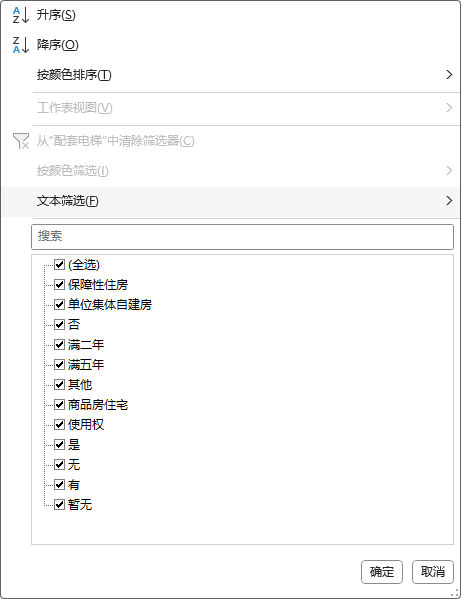 升序(S)
降序(O)
按颜色排序(T)
工作表视图(V)
从"配套电梯"中清除筛选器(C)
按颜色筛选(I)
文本筛选(F)
搜索
(全选)
保障性住房
单位集体自建房
否
满二年
满五年
其他
商品房住宅
使用权
是
无
有
暂无
确定 取消